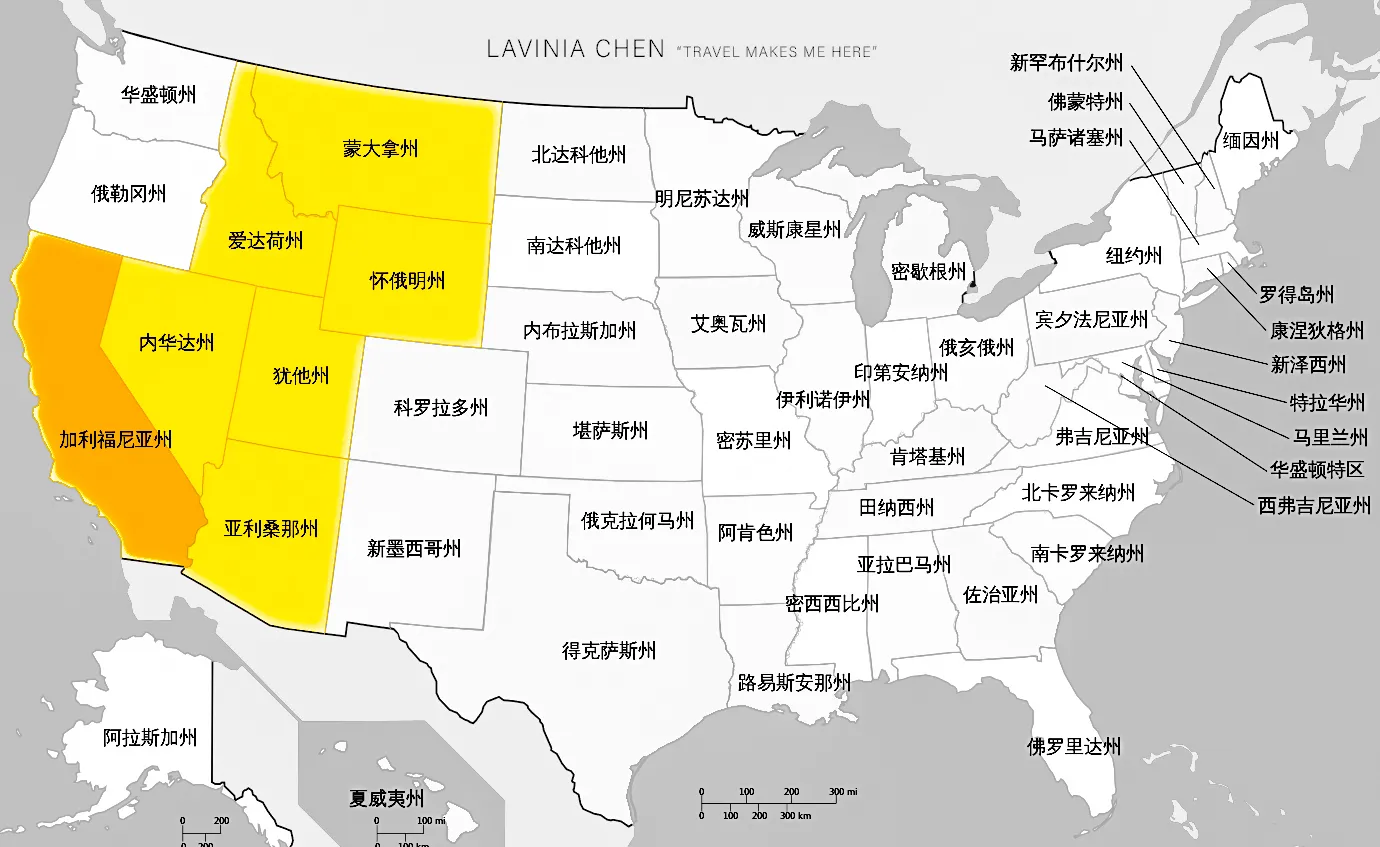 LAVINIA CHEN “TRAVEL MAKES ME HERE”
新罕布什尔州
佛蒙特州
马萨诸塞州
缅因州
华盛顿州
蒙大拿州
北达科他州
明尼苏达州
俄勒冈州
爱达荷州
南达科他州
威斯康星州
纽约州
怀俄明州
密歇根州
罗得岛州
内华达州
内布拉斯加州
艾奥瓦州
宾夕法尼亚州
康涅狄格州
犹他州
俄亥俄州
新泽西州
印第安纳州
科罗拉多州
伊利诺伊州
特拉华州
加利福尼亚州
堪萨斯州
密苏里州
弗吉尼亚州
马里兰州
肯塔基州
华盛顿特区
北卡罗来纳州
田纳西州
西弗吉尼亚州
亚利桑那州
俄克拉何马州
阿肯色州
新墨西哥州
亚拉巴马州
南卡罗来纳州
密西西比州
佐治亚州
得克萨斯州
路易斯安那州
阿拉斯加州
佛罗里达州
夏威夷州
0 100 200 300 mi
0 100 200 300 km
0 200
0 200
0 100 mi
0 100 km